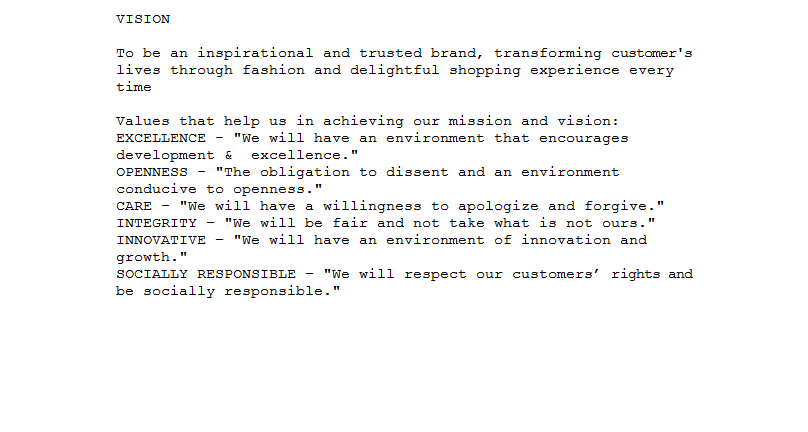 VISION
To be an inspirational and trusted brand, transforming customer's
lives through fashion and delightful shopping experience every
time
Values that help us in achieving our mission and vision:
EXCELLENCE – "We will have an environment that encourages
development &  excellence."
OPENNESS – "The obligation to dissent and an environment
conducive to openness."
CARE – "We will have a willingness to apologize and forgive."
INTEGRITY – "We will be fair and not take what is not ours."
INNOVATIVE – "We will have an environment of innovation and
growth."
SOCIALLY RESPONSIBLE – "We will respect our customers’ rights and
be socially responsible."